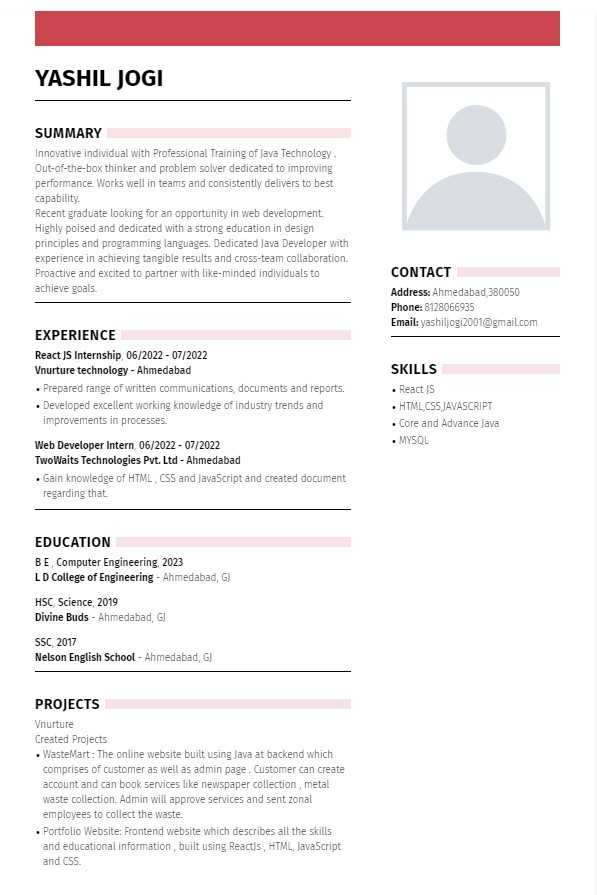 YASHIL JOGI
SUMMARY
Innovative individual with Professional Training of Java Technology .
Out-of-the-box thinker and problem solver dedicated to improving
performance. Works well in teams and consistently delivers to best
capability.
Recent graduate looking for an opportunity in web development.
Highly poised and dedicated with a strong education in design
principles and programming languages. Dedicated Java Developer with
experience in achieving tangible results and cross-team collaboration.
Proactive and excited to partner with like-minded individuals to
achieve goals.
EXPERIENCE
React JS Internship, 06/2022 - 07/2022
Vnurture technology - Ahmedabad
• Prepared range of written communications, documents and reports.
• Developed excellent working knowledge of industry trends and
improvements in processes.
Web Developer Intern, 06/2022 - 07/2022
TwoWaits Technologies Pvt. Ltd - Ahmedabad
• Gain knowledge of HTML , CSS and JavaScript and created document
regarding that.
EDUCATION
B E , Computer Engineering, 2023
L D College of Engineering - Ahmedabad, GJ
HSC, Science, 2019
Divine Buds - Ahmedabad, GJ
SSC, 2017
Nelson English School - Ahmedabad, GJ
PROJECTS
Vnurture
Created Projects
• WasteMart : The online website built using Java at backend which
comprises of customer as well as admin page . Customer can create
account and can book services like newspaper collection , metal
waste collection. Admin will approve services and sent zonal
employees to collect the waste.
• Portfolio Website: Frontend website which describes all the skills
and educational information , built using ReactJs , HTML, JavaScript
and CSS.
CONTACT
Address: Ahmedabad,380050
Phone: 8128066935
Email: yashiljogi2001@gmail.com
SKILLS
• React JS
• HTML,CSS,JAVASCRIPT
• Core and Advance Java
• MYSQL